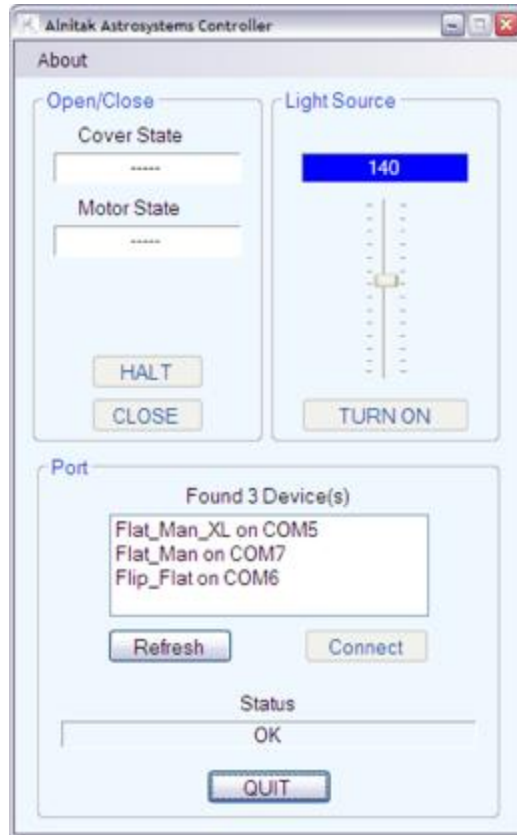 Alnitak Astrosystems Controller
About
Open/Close
Cover State
-----
Motor State
-----
HALT
CLOSE
Light Source
140
TURN ON
Port
Found 3 Device(s)
Flat_Man_XL on COM5
Flat_Man on COM7
Flip_Flat on COM6
Refresh
Connect
Status
OK
QUIT